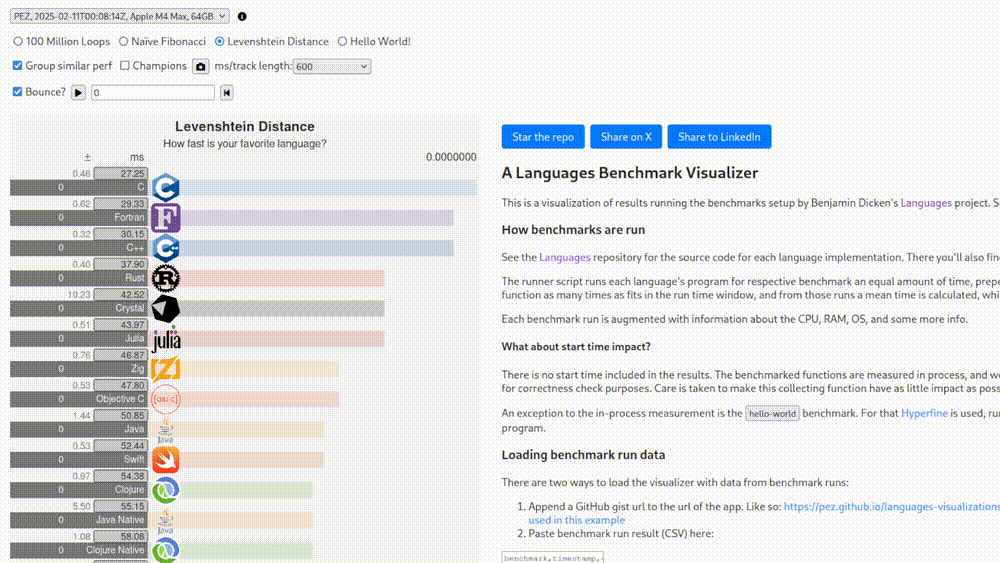 PEZ, 2025-02-11T00:08:14Z, Apple M4 Max, 64GB
100 Million Loops Naïve Fibonacci Levenshtein Distance Hello World!
Group similar perf Champions ms/track length: 600
Bounce? 0
Levenshtein Distance
How fast is your favorite language?
± ms 0.0000000
0.46 27.25
0 C
0.62 29.33
0 Fortran
0.32 30.15
0 C++
0.40 37.90
0 Rust
10.23 42.52
0 Crystal
0.51 43.97
0 Julia
julia
0.76 46.87
0 Zig
0.53 47.80
0 Objective C
[OBJ-C]
1.44 50.85
0 Java
Java
0.53 52.44
0 Swift
0.97 54.38
0 Clojure
5.50 55.15
0 Java Native
Java
1.08 58.08
0 Clojure Native
Star the repo Share on X Share to LinkedIn
A Languages Benchmark Visualizer
This is a visualization of results running the benchmarks setup by Benjamin Dicken's Languages project. S
How benchmarks are run
See the Languages repository for the source code for each language implementation. There you'll also fin
The runner script runs each language's program for respective benchmark an equal amount of time, prep
function as many times as fits in the run time window, and from those runs a mean time is calculated, whi
Each benchmark run is augmented with information about the CPU, RAM, OS, and some more info.
What about start time impact?
There is no start time included in the results. The benchmarked functions are measured in process, and we
for correctness check purposes. Care is taken to make this collecting function have as little impact as poss
An exception to the in-process measurement is the hello-world benchmark. For that Hyperfine is used, run
program.
Loading benchmark run data
There are two ways to load the visualizer with data from benchmark runs:
1. Append a GitHub gist url to the url of the app. Like so: https://pez.github.io/languages-visualizations
used in this example
2. Paste benchmark run result (CSV) here:
benchmark,timestamp,